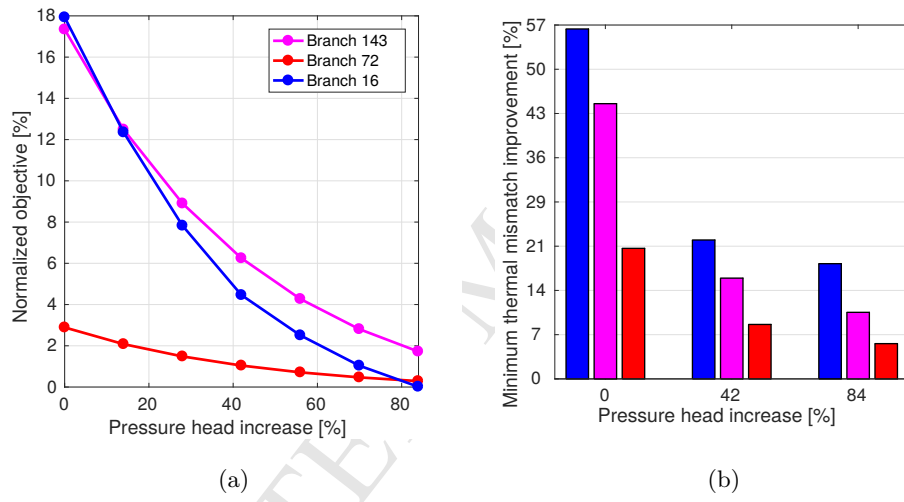 18
16
14
12
10
8
6
4
2
0
Normalized objective [%]
Branch 143
Branch 72
Branch 16
0 20 40 60 80
Pressure head increase [%]
(a)
57
50
43
36
29
21
14
7
0
Minimum thermal mismatch improvement [%]
0 42 84
Pressure head increase [%]
(b)